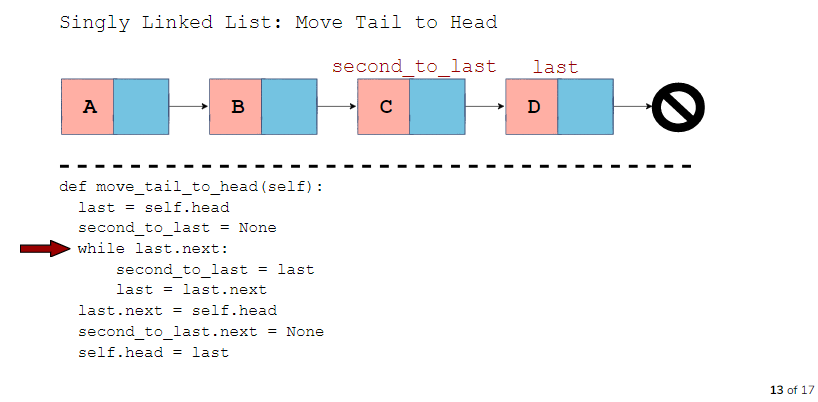 Singly Linked List: Move Tail to Head
second_to_last last
A B C D
def move_tail_to_head(self):
last = self.head
second_to_last = None
while last.next:
second_to_last = last
last = last.next
last.next = self.head
second_to_last.next = None
self.head = last
13 of 17